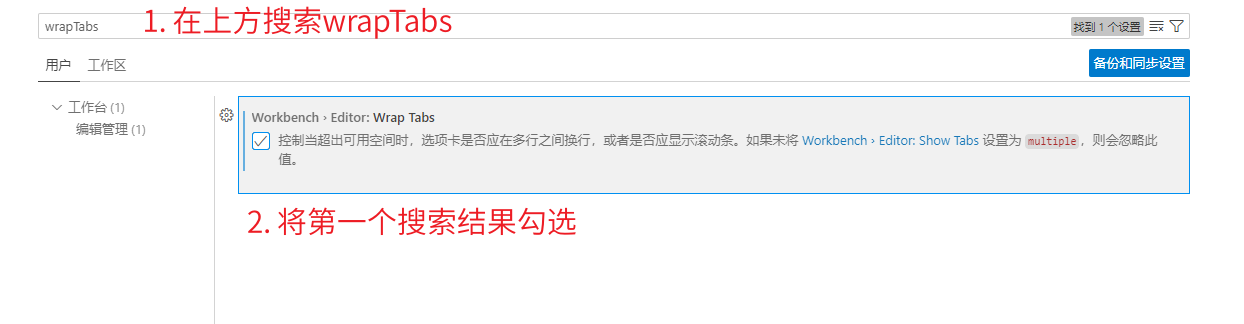 wrapTabs
1. 在上方搜索wrapTabs
找到 1 个设置
用户
工作区
备份和同步设置
工作台 (1)
编辑管理 (1)
Workbench › Editor: Wrap Tabs
控制当超出可用空间时，选项卡是否应在多行之间换行，或者是否应显示滚动条。如果未将 Workbench › Editor: Show Tabs 设置为 multiple，则会忽略此
值。
2. 将第一个搜索结果勾选